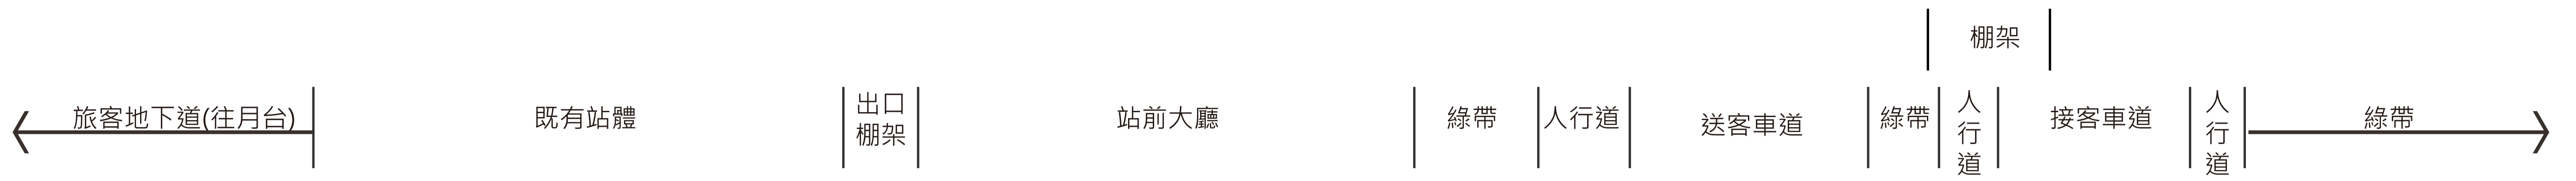 棚架
旅客地下道(往月台)
既有站體
出口
棚架
站前大廳
綠帶
人行道
送客車道
綠帶
人
行
道
接客車道
人
行
道
綠帶